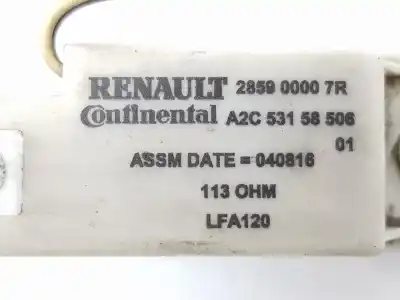 RENAULT 2859 0000 7R
Continental A2C 531 58 506
01
ASSM DATE = 040816
113 OHM
LFA120